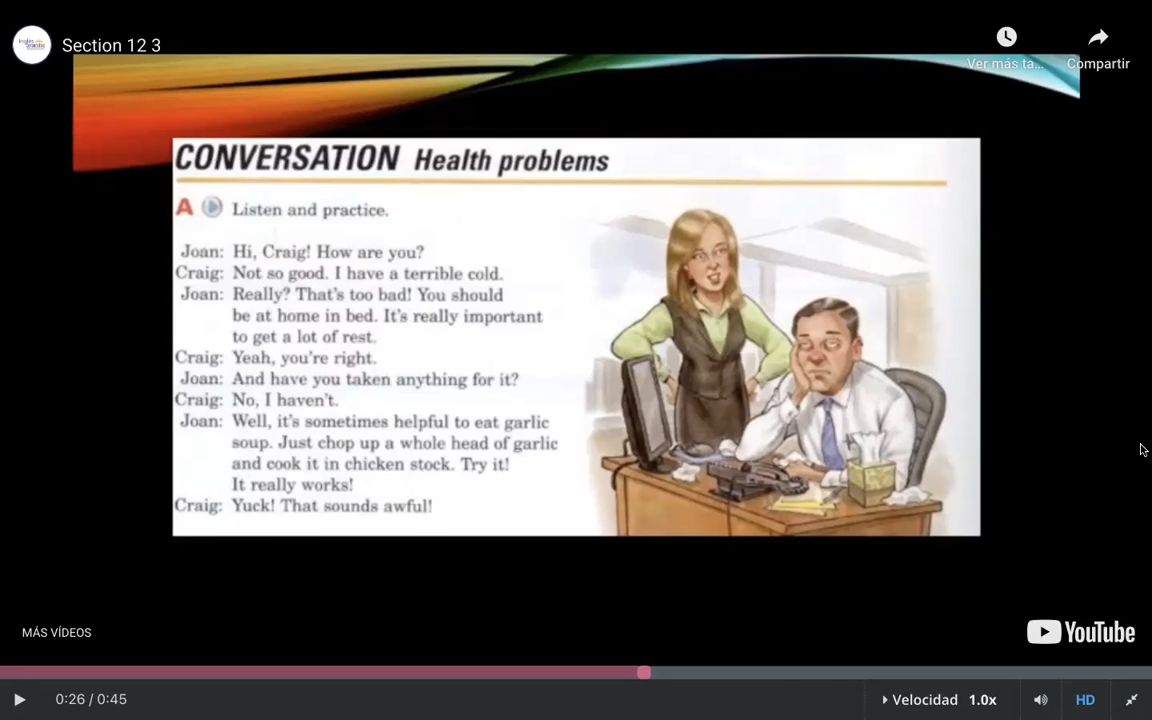 Section 12 3
Ver más ta...
Compartir
CONVERSATION Health problems
A Listen and practice.
Joan: Hi, Craig! How are you?
Craig: Not so good. I have a terrible cold.
Joan: Really? That's too bad! You should
be at home in bed. It's really important
to get a lot of rest.
Craig: Yeah, you're right.
Joan: And have you taken anything for it?
Craig: No, I haven't.
Joan: Well, it's sometimes helpful to eat garlic
soup. Just chop up a whole head of garlic
and cook it in chicken stock. Try it!
It really works!
Craig: Yuck! That sounds awful!
MÁS VÍDEOS
YouTube
0:26 / 0:45
Velocidad 1.0x
HD